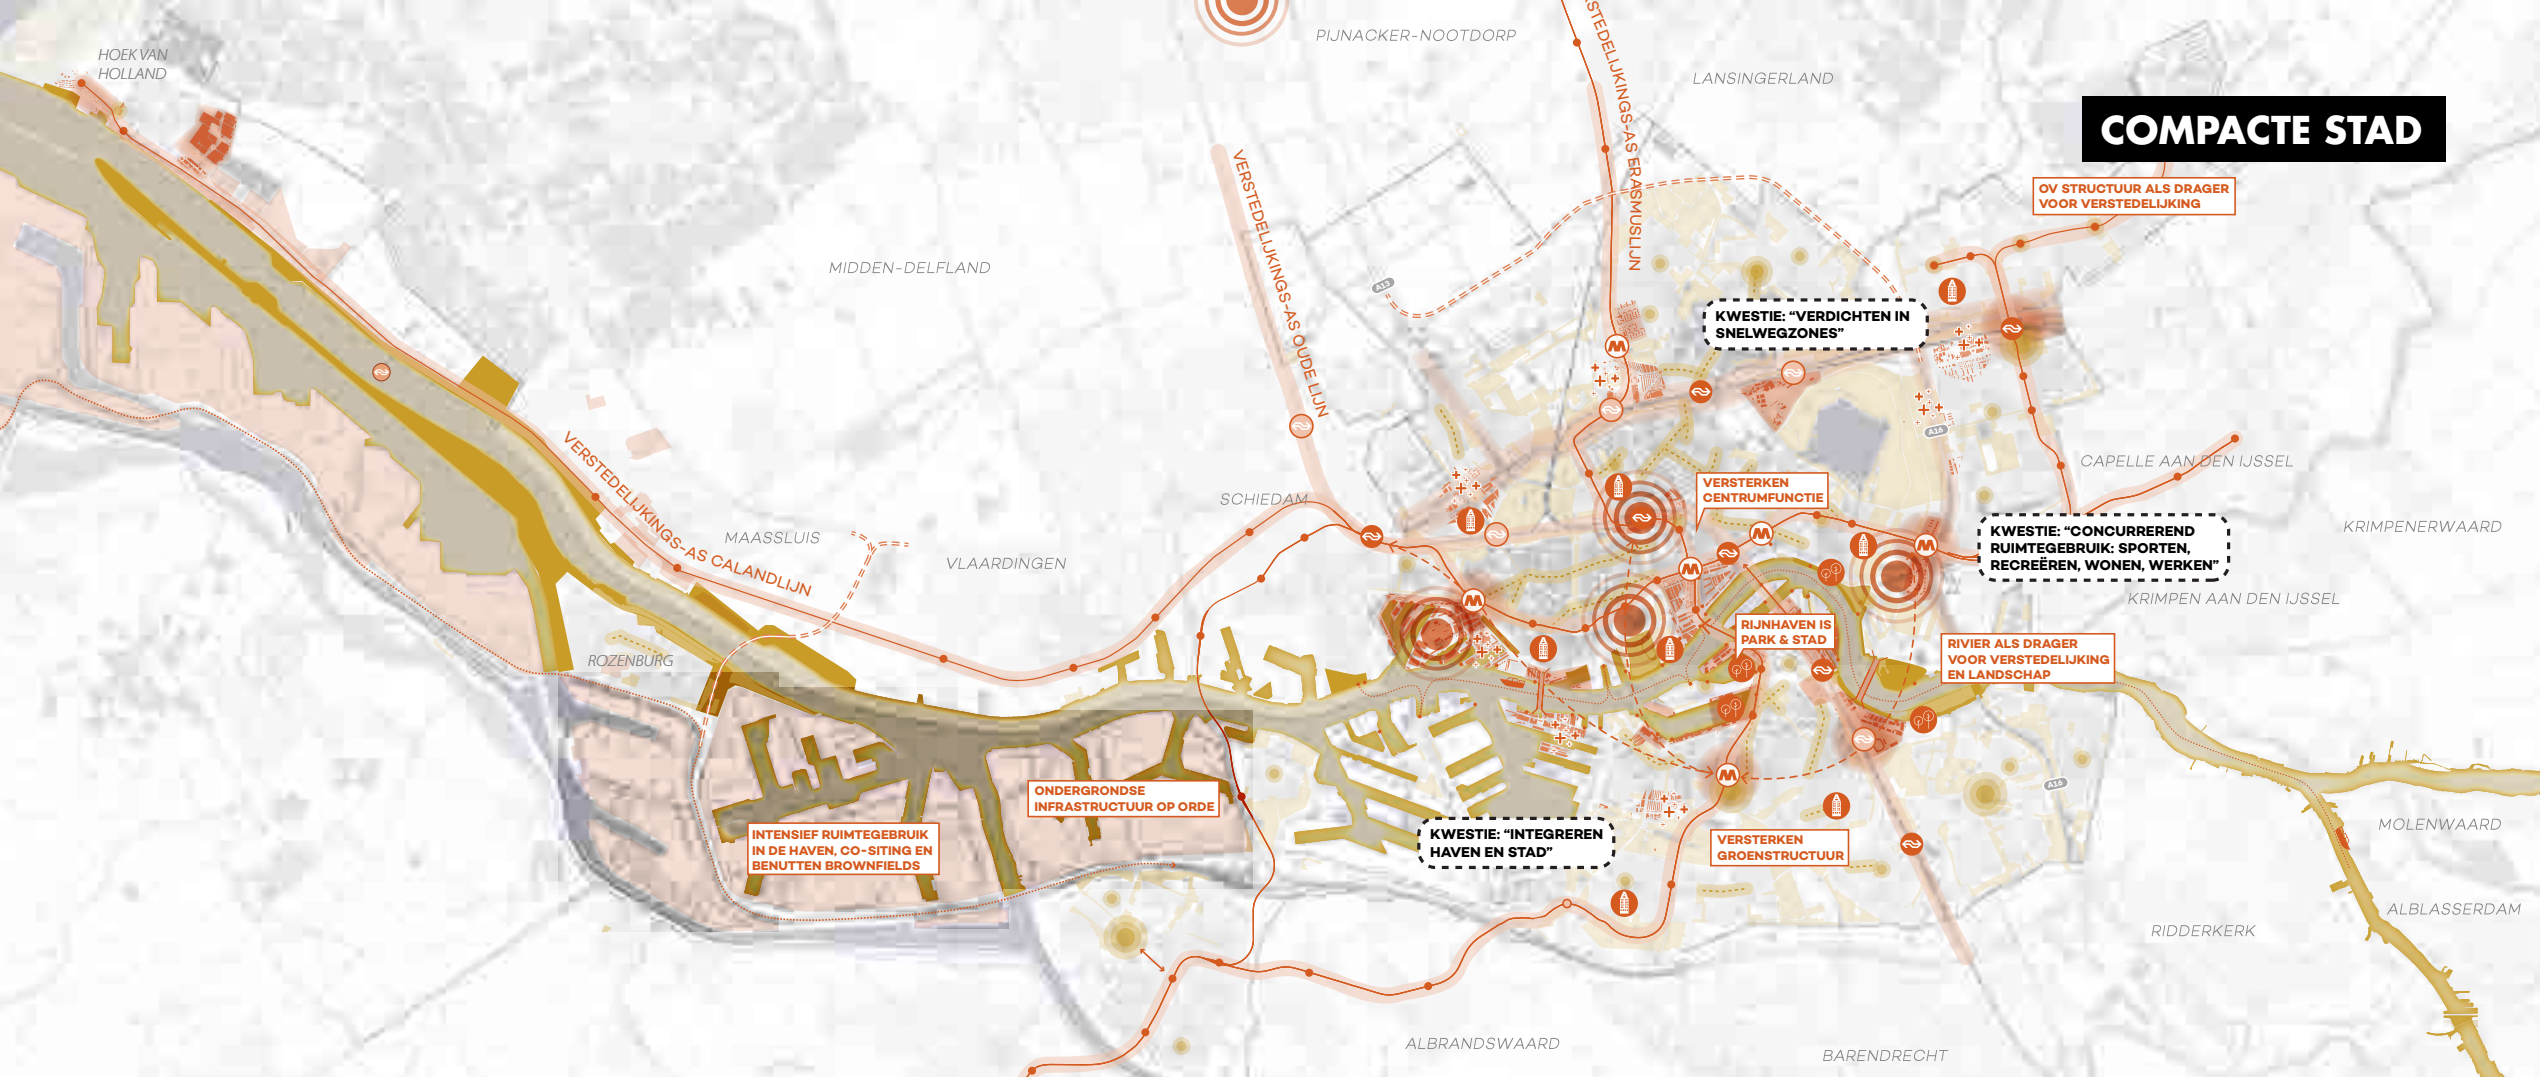 HOEK VAN
HOLLAND
PIJNACKER-NOOTDORP
LANSINGERLAND
COMPACTE STAD
OV STRUCTUUR ALS DRAGER
VOOR VERSTEDELIJKING
STEDELIJKINGS-AS ERASMUSLIJN
VERSTEDELIJKINGS-AS OUDE LIJN
MIDDEN-DELFLAND
A13
KWESTIE: “VERDICHTEN IN
SNELWEGZONES”
A16
CAPELLE AAN DEN IJSSEL
VERSTEDELIJKINGS-AS CALANDLIJN
SCHIEDAM
VERSTERKEN
CENTRUMFUNCTIE
MAASSLUIS
VLAARDINGEN
KRIMPENERWAARD
KWESTIE: “CONCURREREND
RUIMTEGEBRUIK: SPORTEN,
RECREËREN, WONEN, WERKEN”
KRIMPEN AAN DEN IJSSEL
RIJNHAVEN IS
PARK & STAD
RIVIER ALS DRAGER
VOOR VERSTEDELIJKING
EN LANDSCHAP
ROZENBURG
A16
ONDERGRONDSE
INFRASTRUCTUUR OP ORDE
INTENSIEF RUIMTEGEBRUIK
IN DE HAVEN, CO-SITING EN
BENUTTEN BROWNFIELDS
KWESTIE: “INTEGREREN
HAVEN EN STAD”
VERSTERKEN
GROENSTRUCTUUR
MOLENWAARD
ALBLASSERDAM
RIDDERKERK
ALBRANDSWAARD
BARENDRECHT